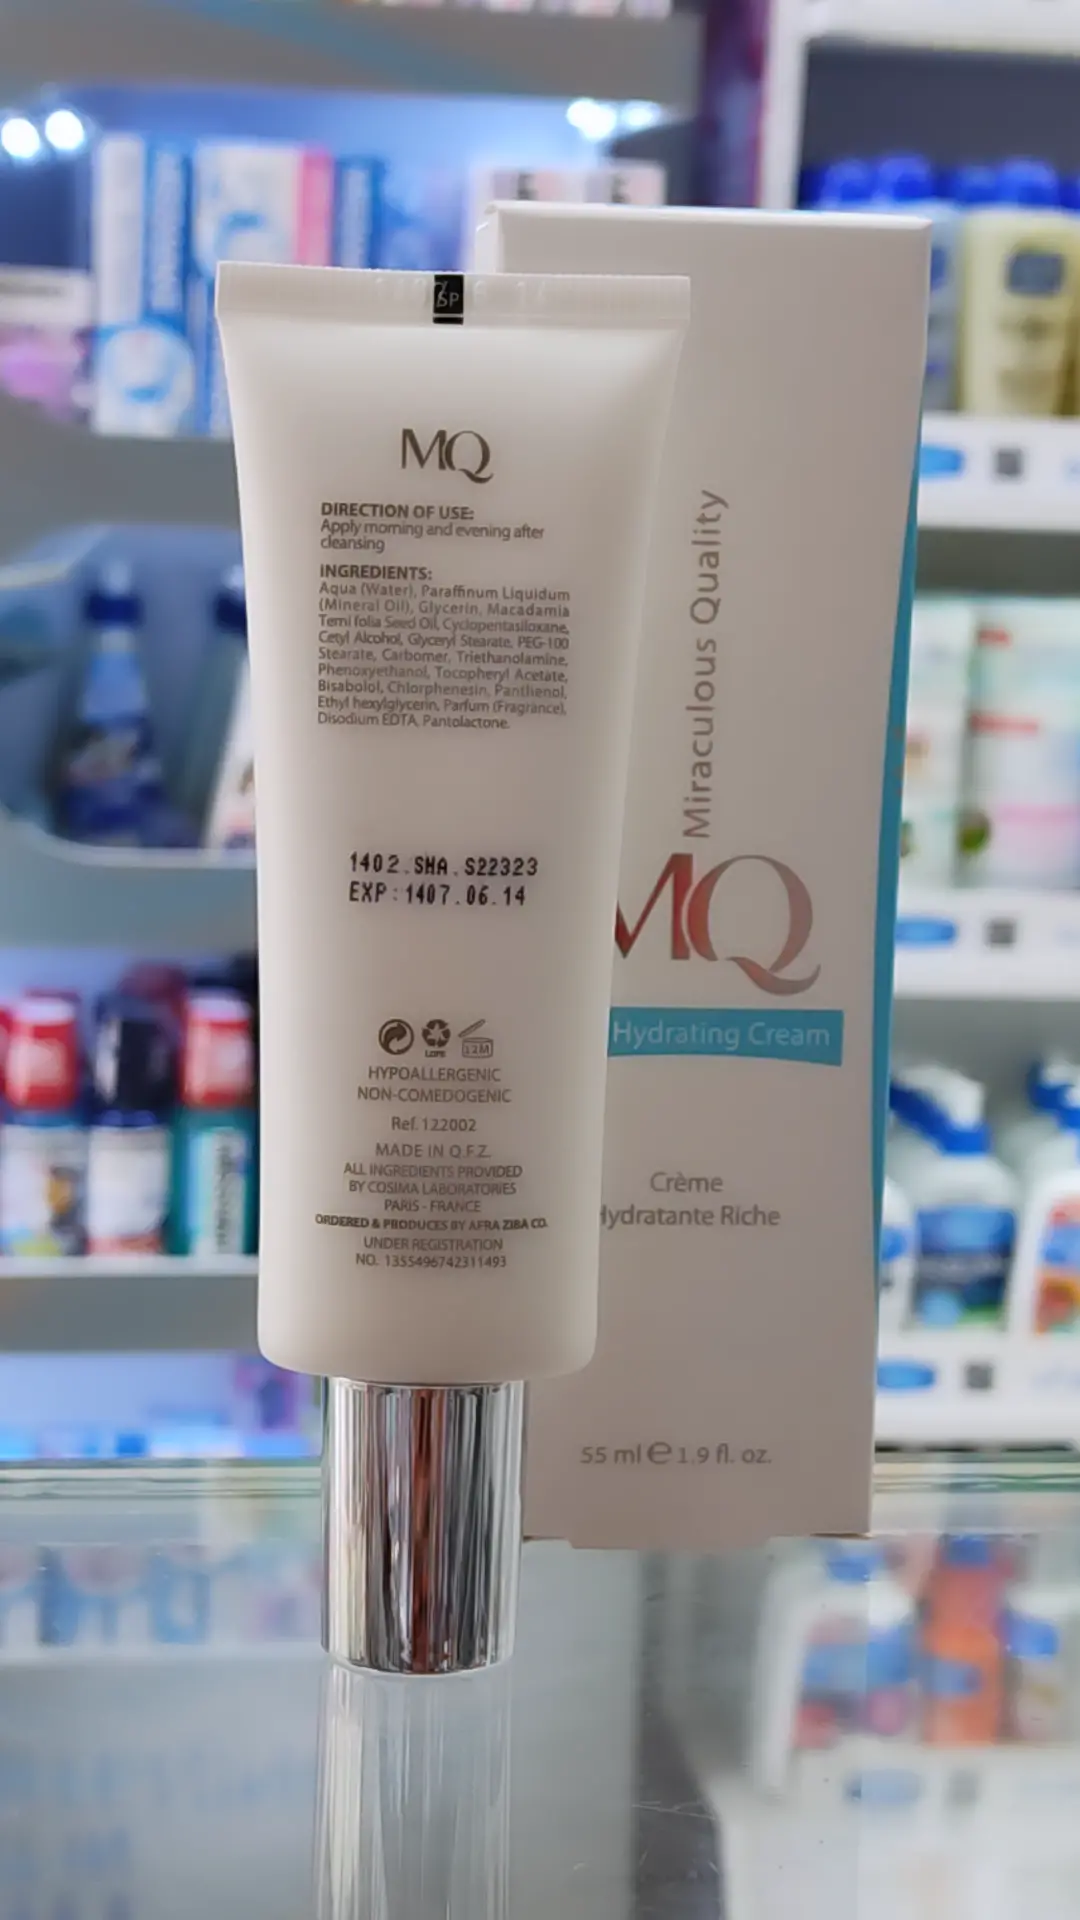 SP
MQ
DIRECTION OF USE:
Apply morning and evening after
cleansing
INGREDIENTS:
Aqua (Water), Paraffinum Liquidum
(Mineral Oil), Glycerin, Macadamia
Temi folia Seed Oil, Cyclopentasiloxane,
Cetyl Alcohol, Glyceryl Stearate, PEG-100
Stearate, Carbomer, Triethanolamine,
Phenoxyethanol, Tocopheryl Acetate,
Bisabolol, Chlorphenesin, Panthenol,
Ethyl hexylglycerin, Parfum (Fragrance),
Disodium EDTA, Pantolactone.
1402.SHA.S22323
EXP:1407.06.14
LDPE
12M
HYPOALLERGENIC
NON-COMEDOGENIC
Ref. 122002
MADE IN Q.F.Z.
ALL INGREDIENTS PROVIDED
BY COSIMA LABORATORIES
PARIS - FRANCE
ORDERED & PRODUCES BY AFRA ZIBA CO.
UNDER REGISTRATION
NO. 1355496742311493
Miraculous Quality
MQ
Hydrating Cream
Crème
Hydratante Riche
55 ml e 1.9 fl. oz.